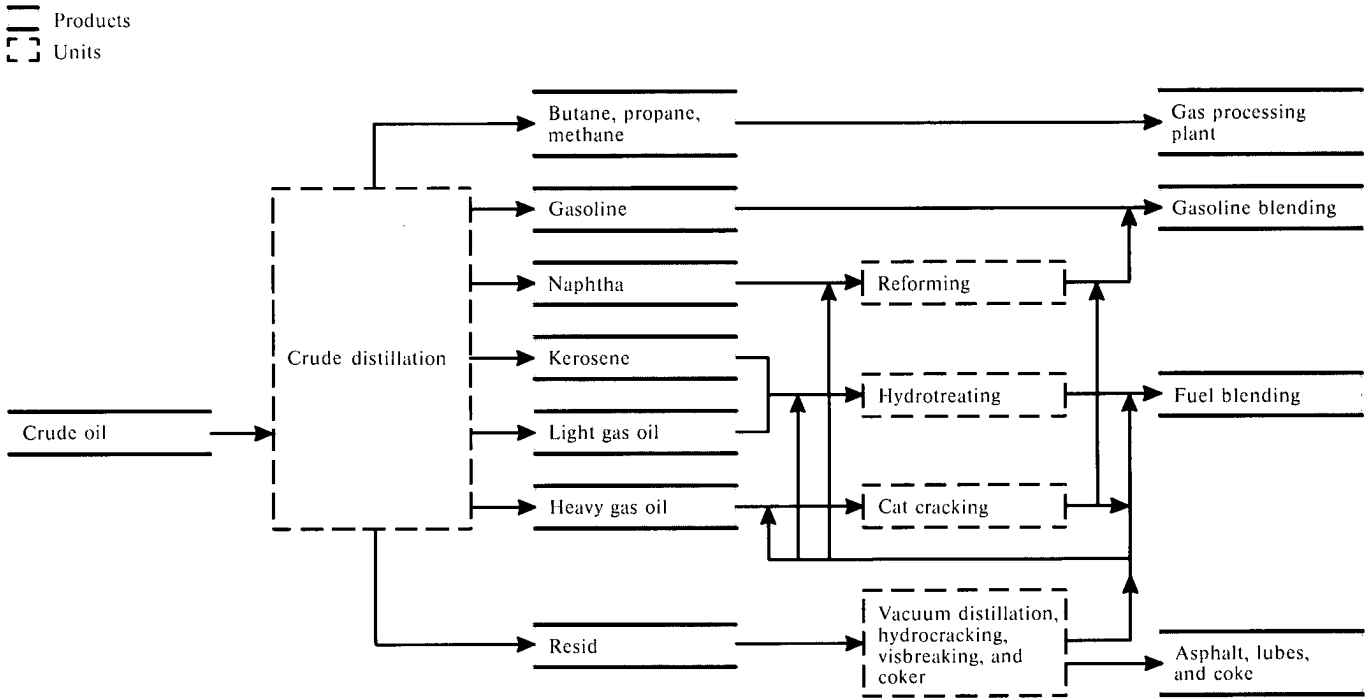 Products
Units
Butane, propane,
methane
Gas processing
plant
Gasoline
Gasoline blending
Naphtha
Reforming
Crude distillation
Kerosene
Hydrotreating
Fuel blending
Crude oil
Light gas oil
Heavy gas oil
Cat cracking
Vacuum distillation,
hydrocracking,
visbreaking, and
coker
Resid
Asphalt, lubes,
and coke